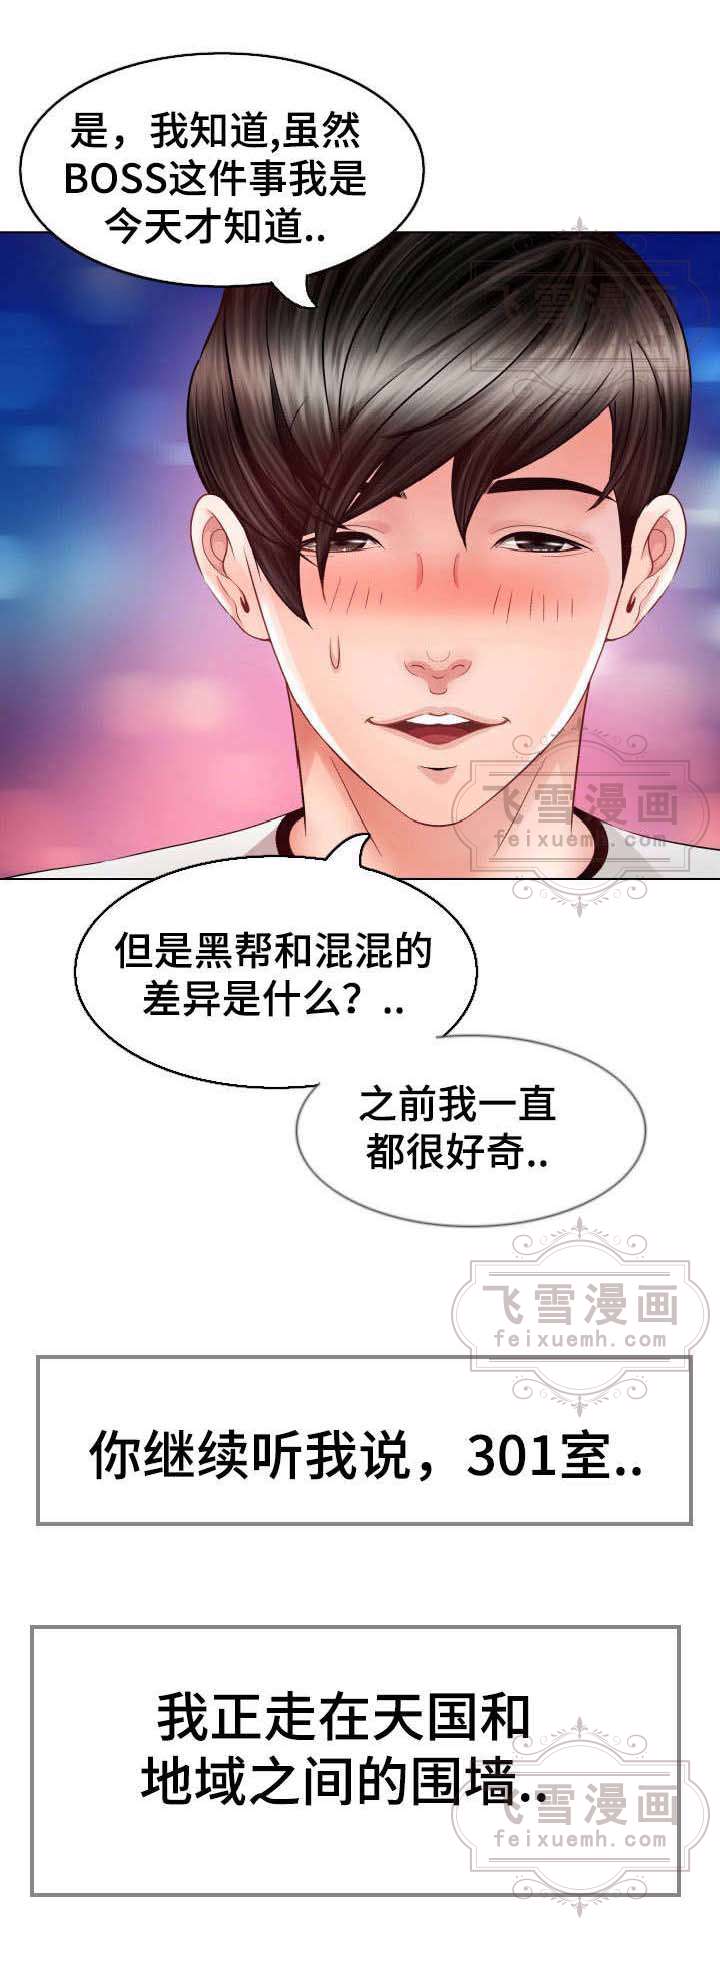 是，我知道,虽然
BOSS这件事我是
今天才知道..
飞雪漫画
飞雪漫画
feixuemh.com
但是黑帮和混混的
差异是什么？..
之前我一直
都很好奇..
飞雪漫画
feixuemh.com
你继续听我说，301室..
我正走在天国和
地域之间的围墙..
飞雪漫画
feixuemh.com